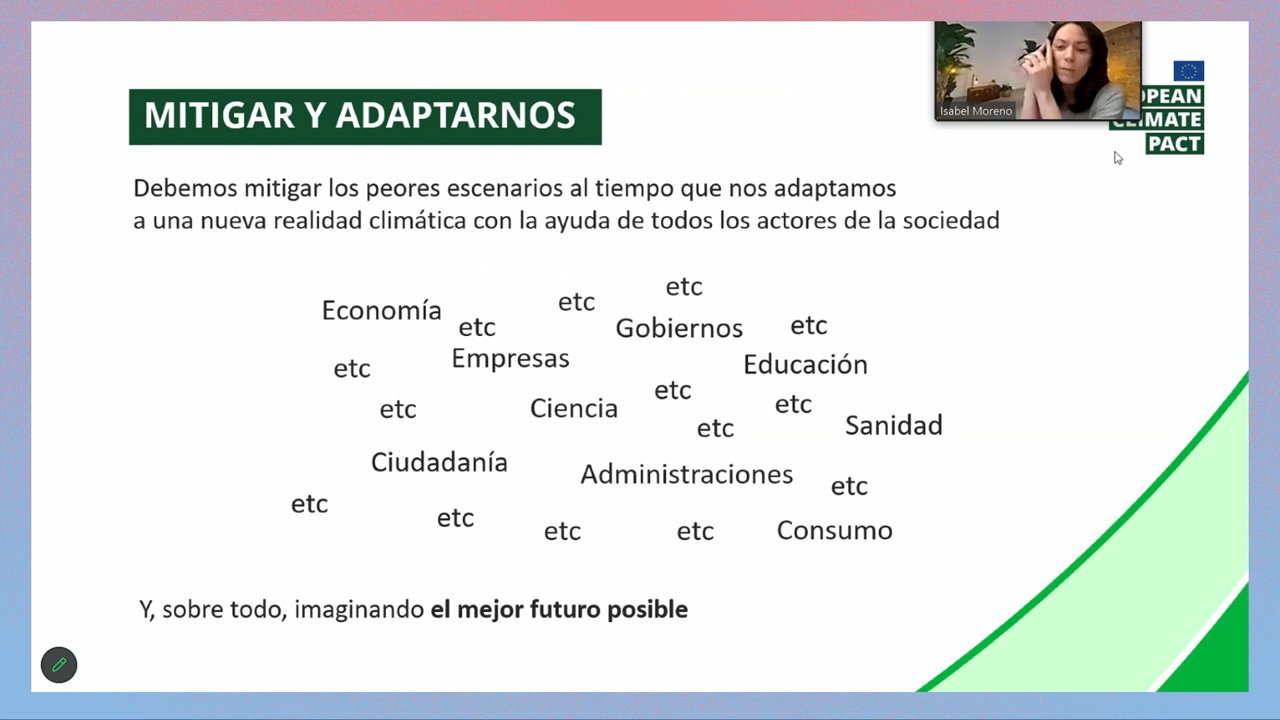 MITIGAR Y ADAPTARNOS
Isabel Moreno
CLIMATE
PACT
Debemos mitigar los peores escenarios al tiempo que nos adaptamos
a una nueva realidad climática con la ayuda de todos los actores de la sociedad
etc
etc
Economía
etc
Gobiernos
etc
Empresas
etc
Educación
etc
etc
Ciencia
etc
etc
Sanidad
Ciudadanía
Administraciones
etc
etc
etc
etc
etc
Consumo
Y, sobre todo, imaginando el mejor futuro posible